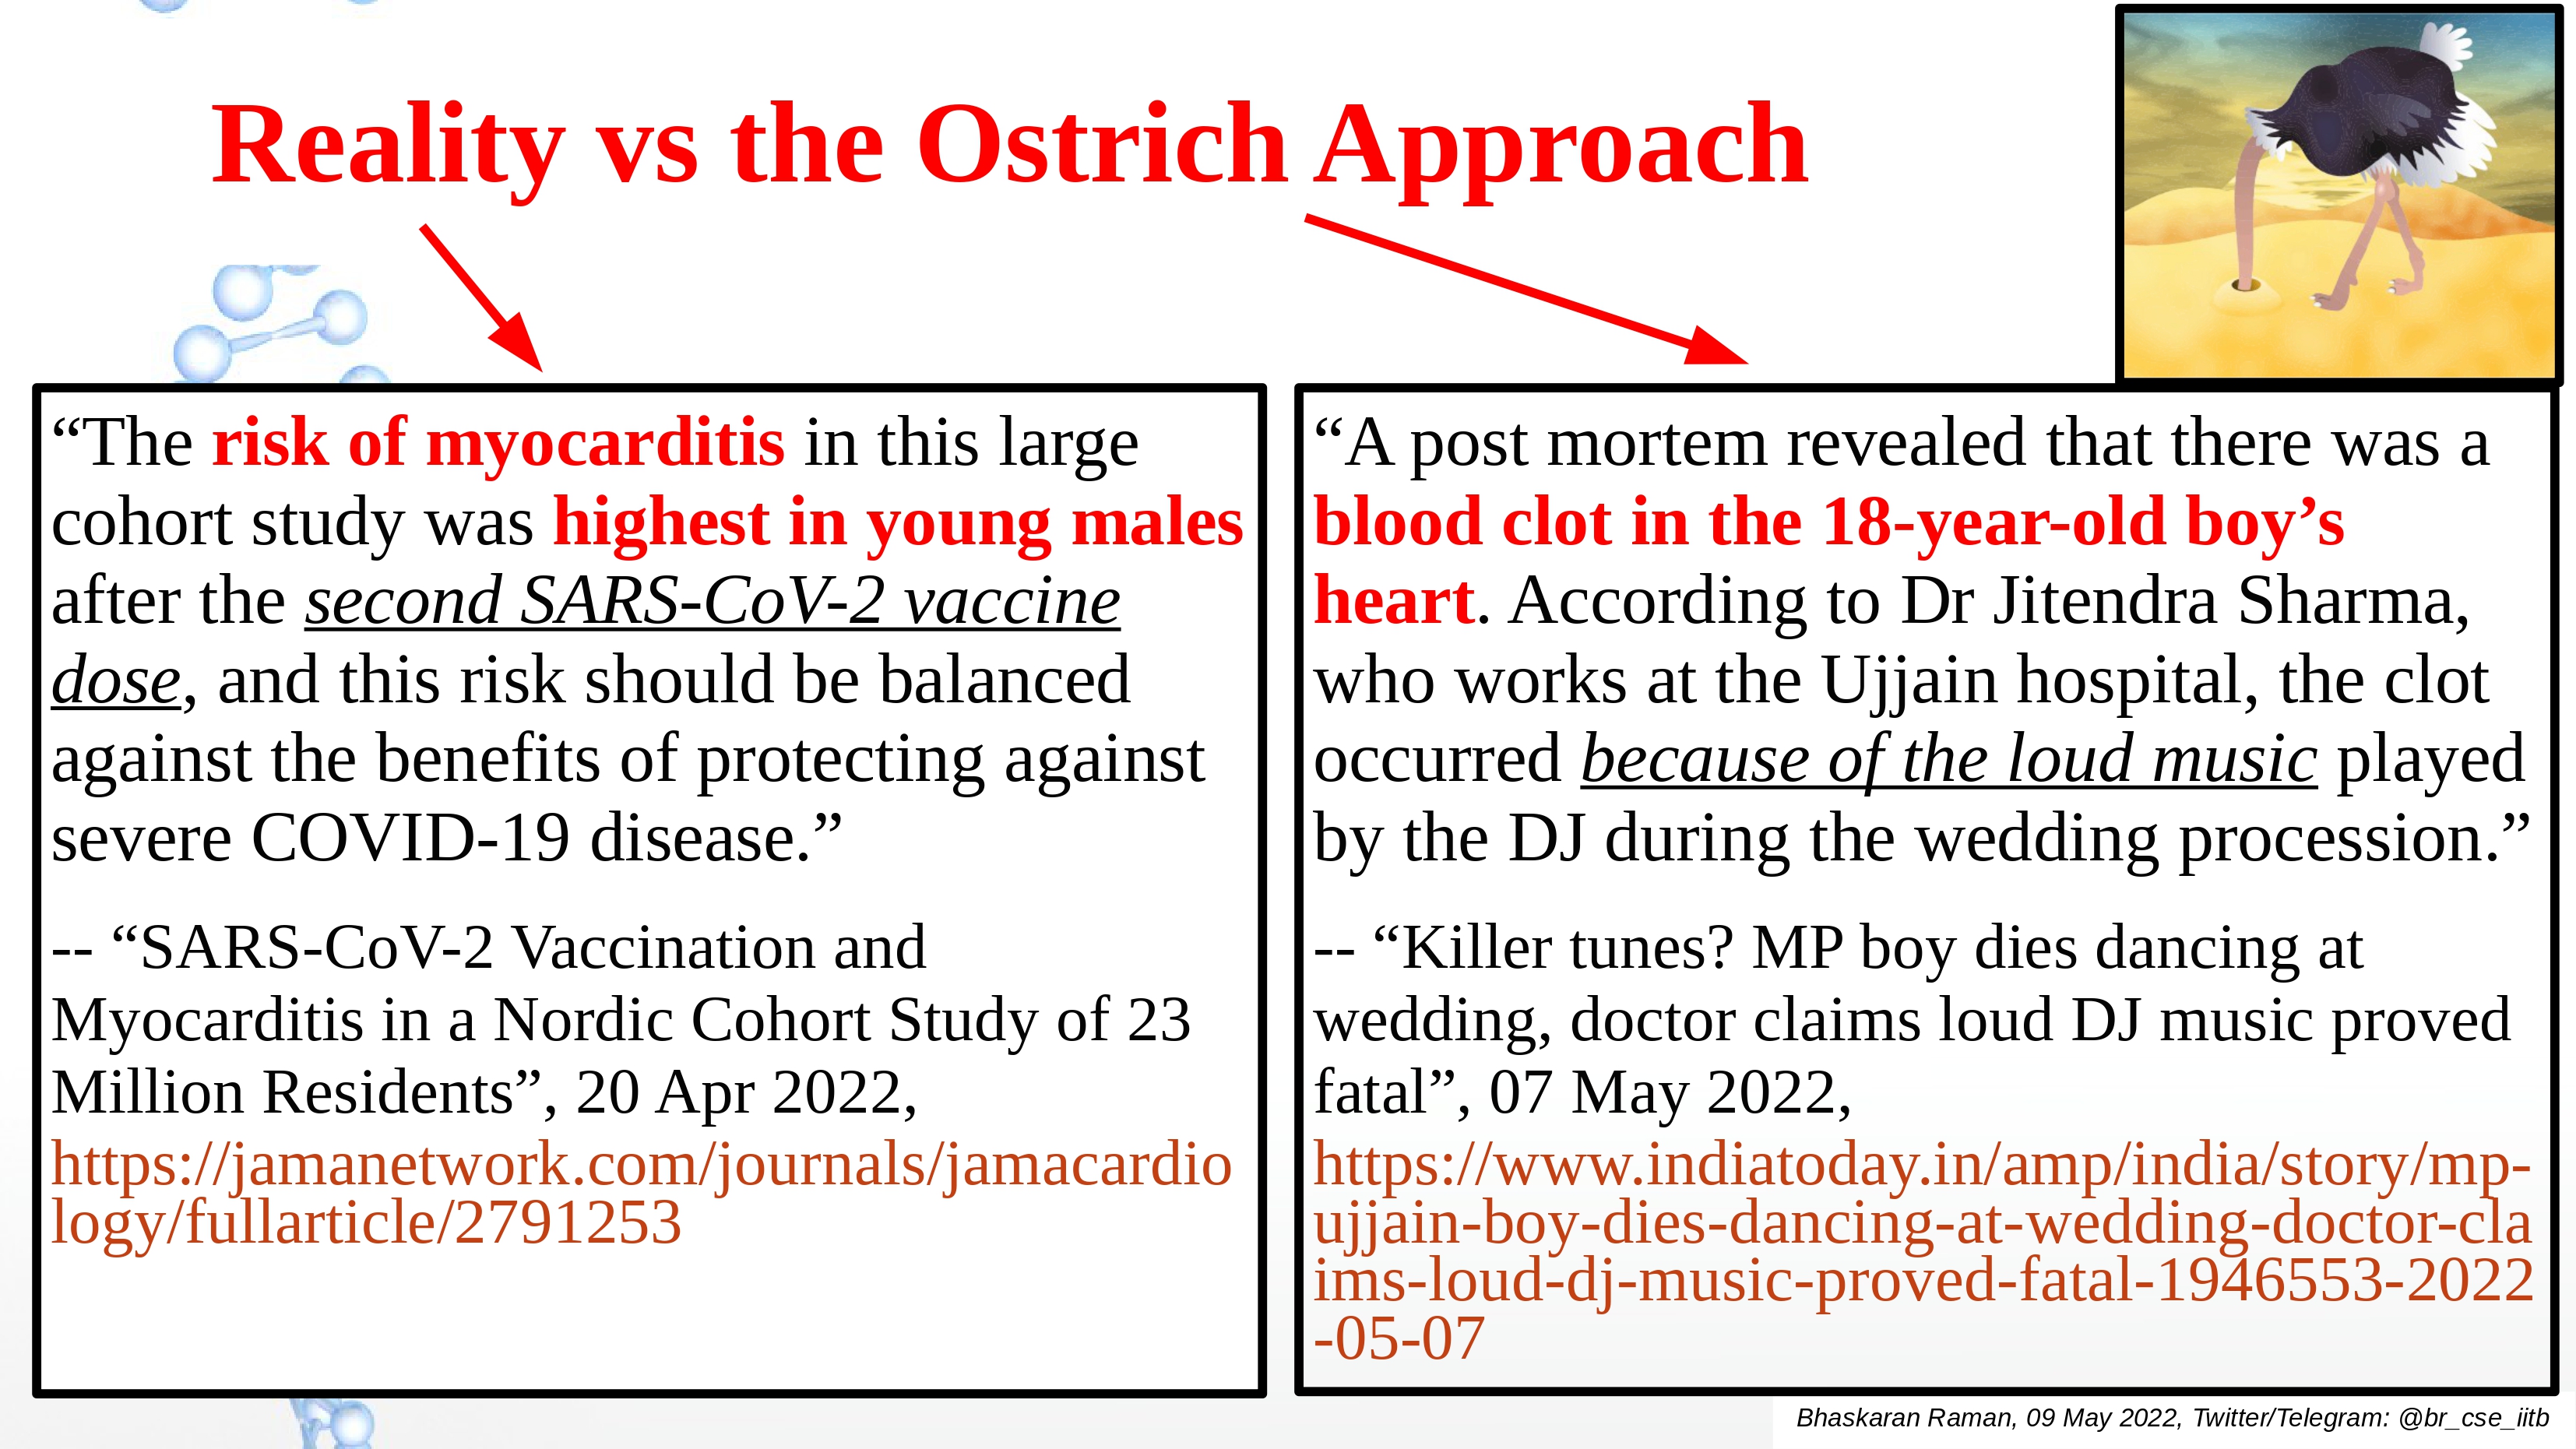 Reality vs the Ostrich Approach
“The risk of myocarditis in this large
cohort study was highest in young males
after the second SARS-CoV-2 vaccine
dose, and this risk should be balanced
against the benefits of protecting against
severe COVID-19 disease.”
-- “SARS-CoV-2 Vaccination and
Myocarditis in a Nordic Cohort Study of 23
Million Residents”, 20 Apr 2022,
https://jamanetwork.com/journals/jamacardio
logy/fullarticle/2791253
“A post mortem revealed that there was a
blood clot in the 18-year-old boy’s
heart. According to Dr Jitendra Sharma,
who works at the Ujjain hospital, the clot
occurred because of the loud music played
by the DJ during the wedding procession.”
-- “Killer tunes? MP boy dies dancing at
wedding, doctor claims loud DJ music proved
fatal”, 07 May 2022,
https://www.indiatoday.in/amp/india/story/mp-
ujjain-boy-dies-dancing-at-wedding-doctor-cla
ims-loud-dj-music-proved-fatal-1946553-2022
-05-07
Bhaskaran Raman, 09 May 2022, Twitter/Telegram: @br_cse_iitb